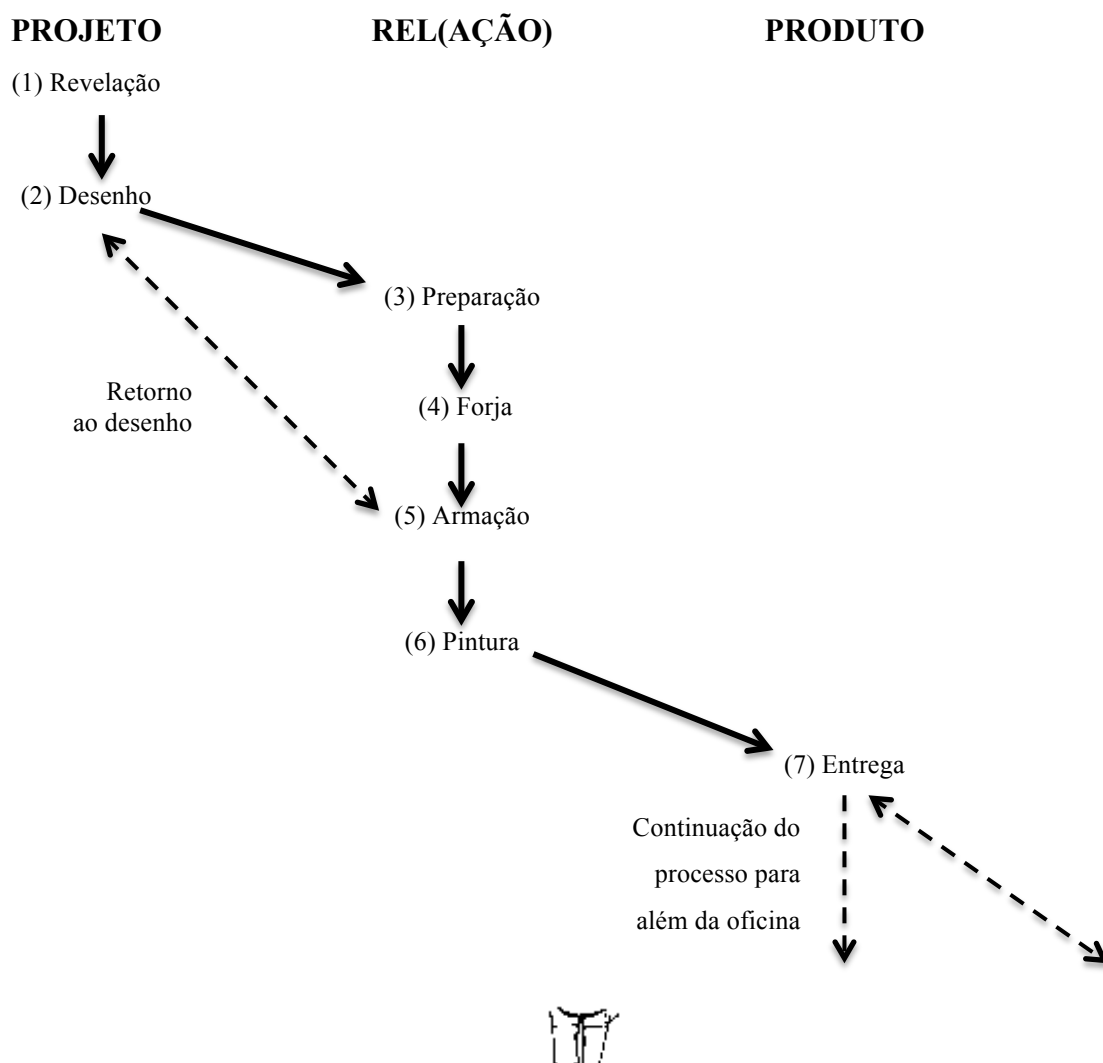 PROJETO REL(AÇÃO) PRODUTO
(1) Revelação
(2) Desenho
(3) Preparação
Retorno
ao desenho
(4) Forja
(5) Armação
(6) Pintura
(7) Entrega
Continuação do
processo para
além da oficina